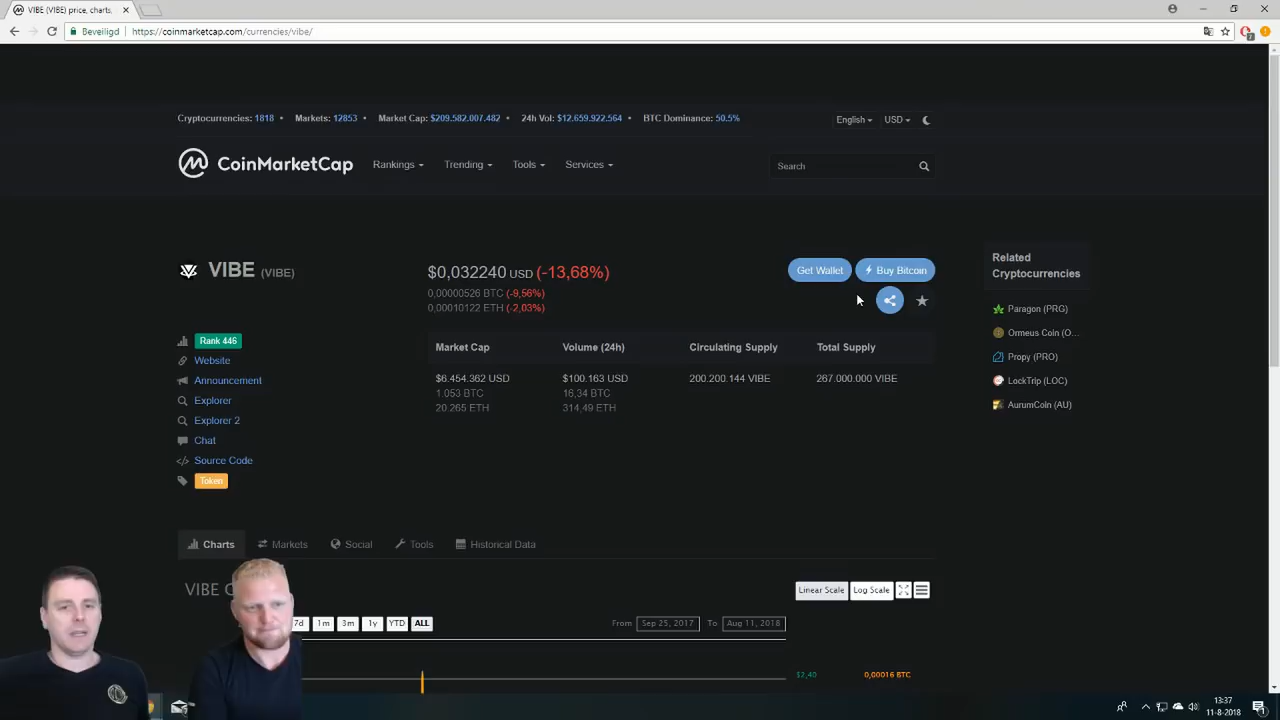 VIBE (VIBE) price, charts,
Beveiligd https://coinmarketcap.com/currencies/vibe/
Cryptocurrencies: 1818 • Markets: 12853 • Market Cap: $209.582.007.482 • 24h Vol: $12.659.922.564 • BTC Dominance: 50.5% English USD
CoinMarketCap Rankings Trending Tools Services Search
VIBE (VIBE) $0,032240 USD (-13,68%) Get Wallet Buy Bitcoin
0,00000526 BTC (-9,56%)
0,00010122 ETH (-2,03%)
Related
Cryptocurrencies
Paragon (PRG)
Ormeus Coin (O...
Propy (PRO)
LockTrip (LOC)
AurumCoin (AU)
Rank 446
Website
Announcement
Explorer
Explorer 2
Chat
Source Code
Token
Market Cap Volume (24h) Circulating Supply Total Supply
$6.454.362 USD $100.163 USD 200.200.144 VIBE 267.000.000 VIBE
1.053 BTC 16,34 BTC
20.265 ETH 314,49 ETH
Charts Markets Social Tools Historical Data
VIBE C
Linear Scale Log Scale
7d 1m 3m 1y YTD ALL From Sep 25, 2017 To Aug 11, 2018
$2,40 0,00016 BTC
13:37
11-8-2018